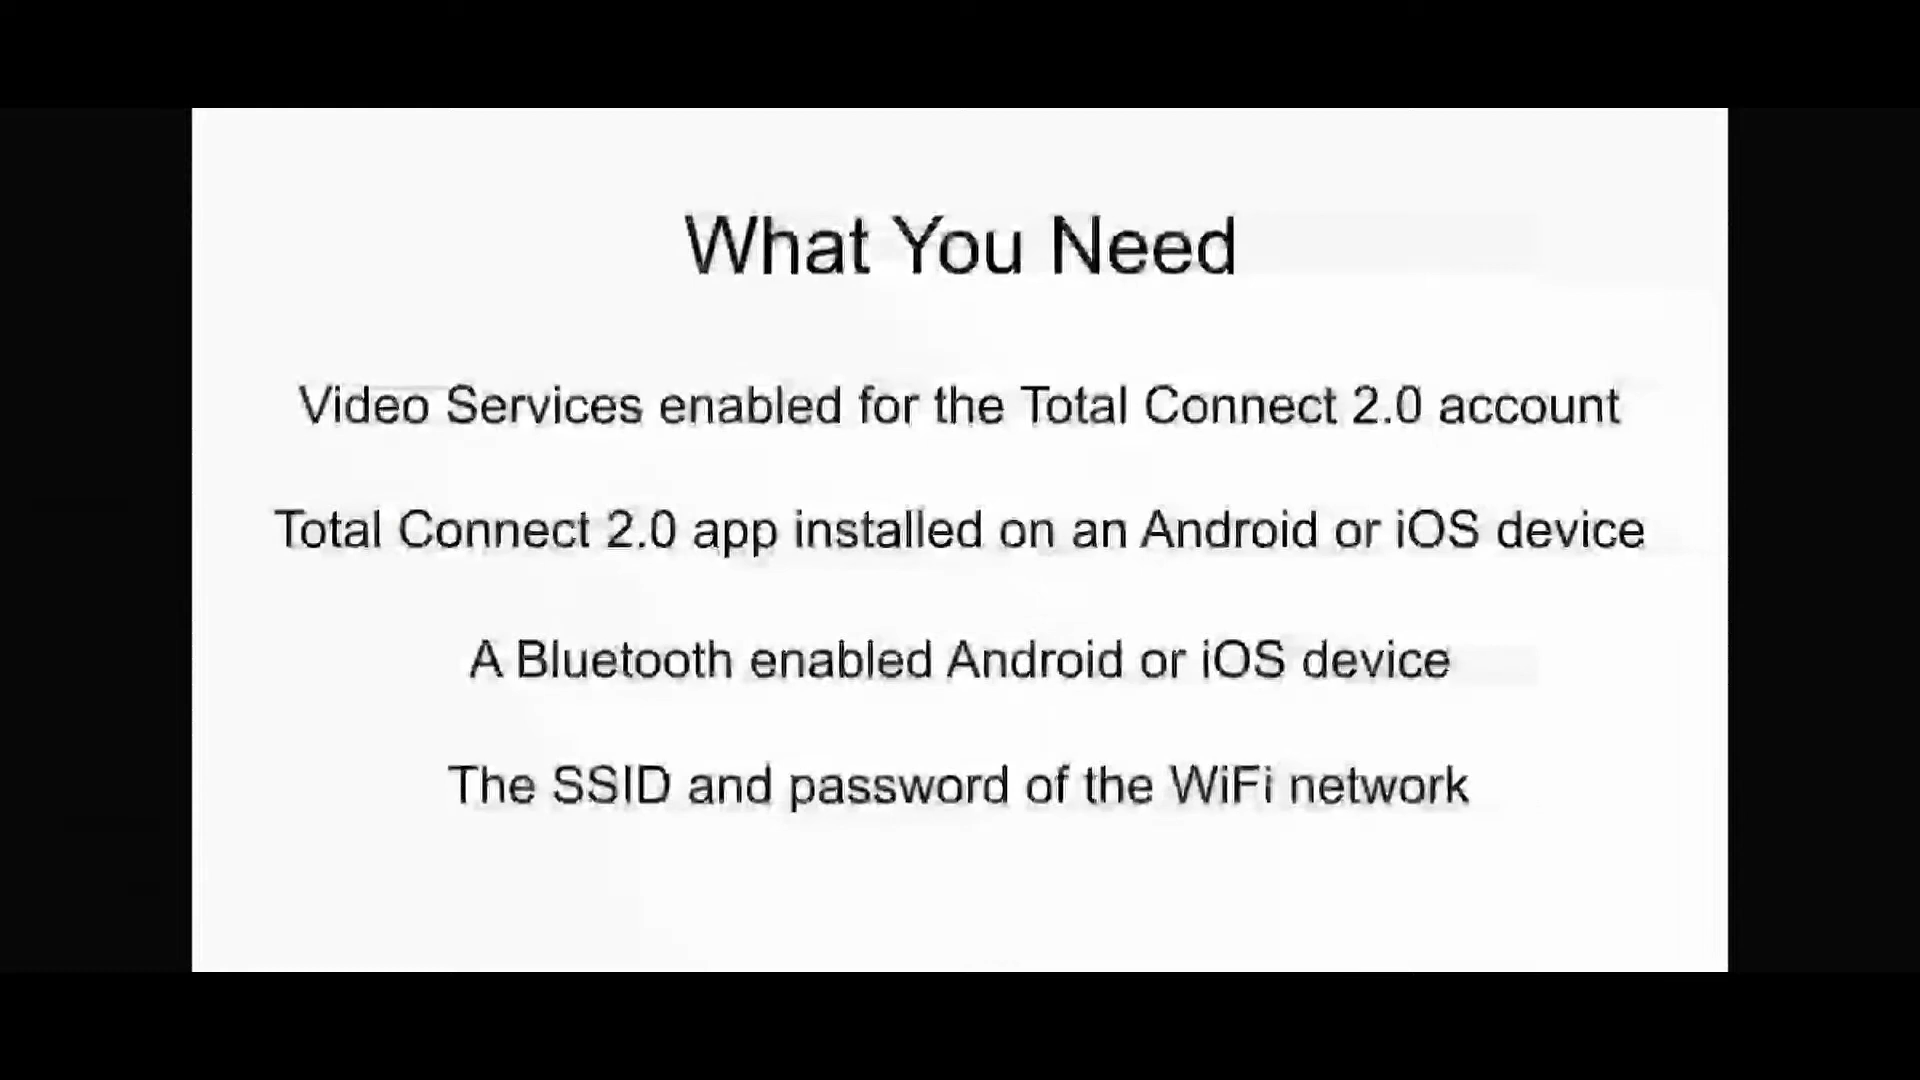 What You Need
Video Services enabled for the Total Connect 2.0 account
Total Connect 2.0 app installed on an Android or iOS device
A Bluetooth enabled Android or iOS device
The SSID and password of the WiFi network